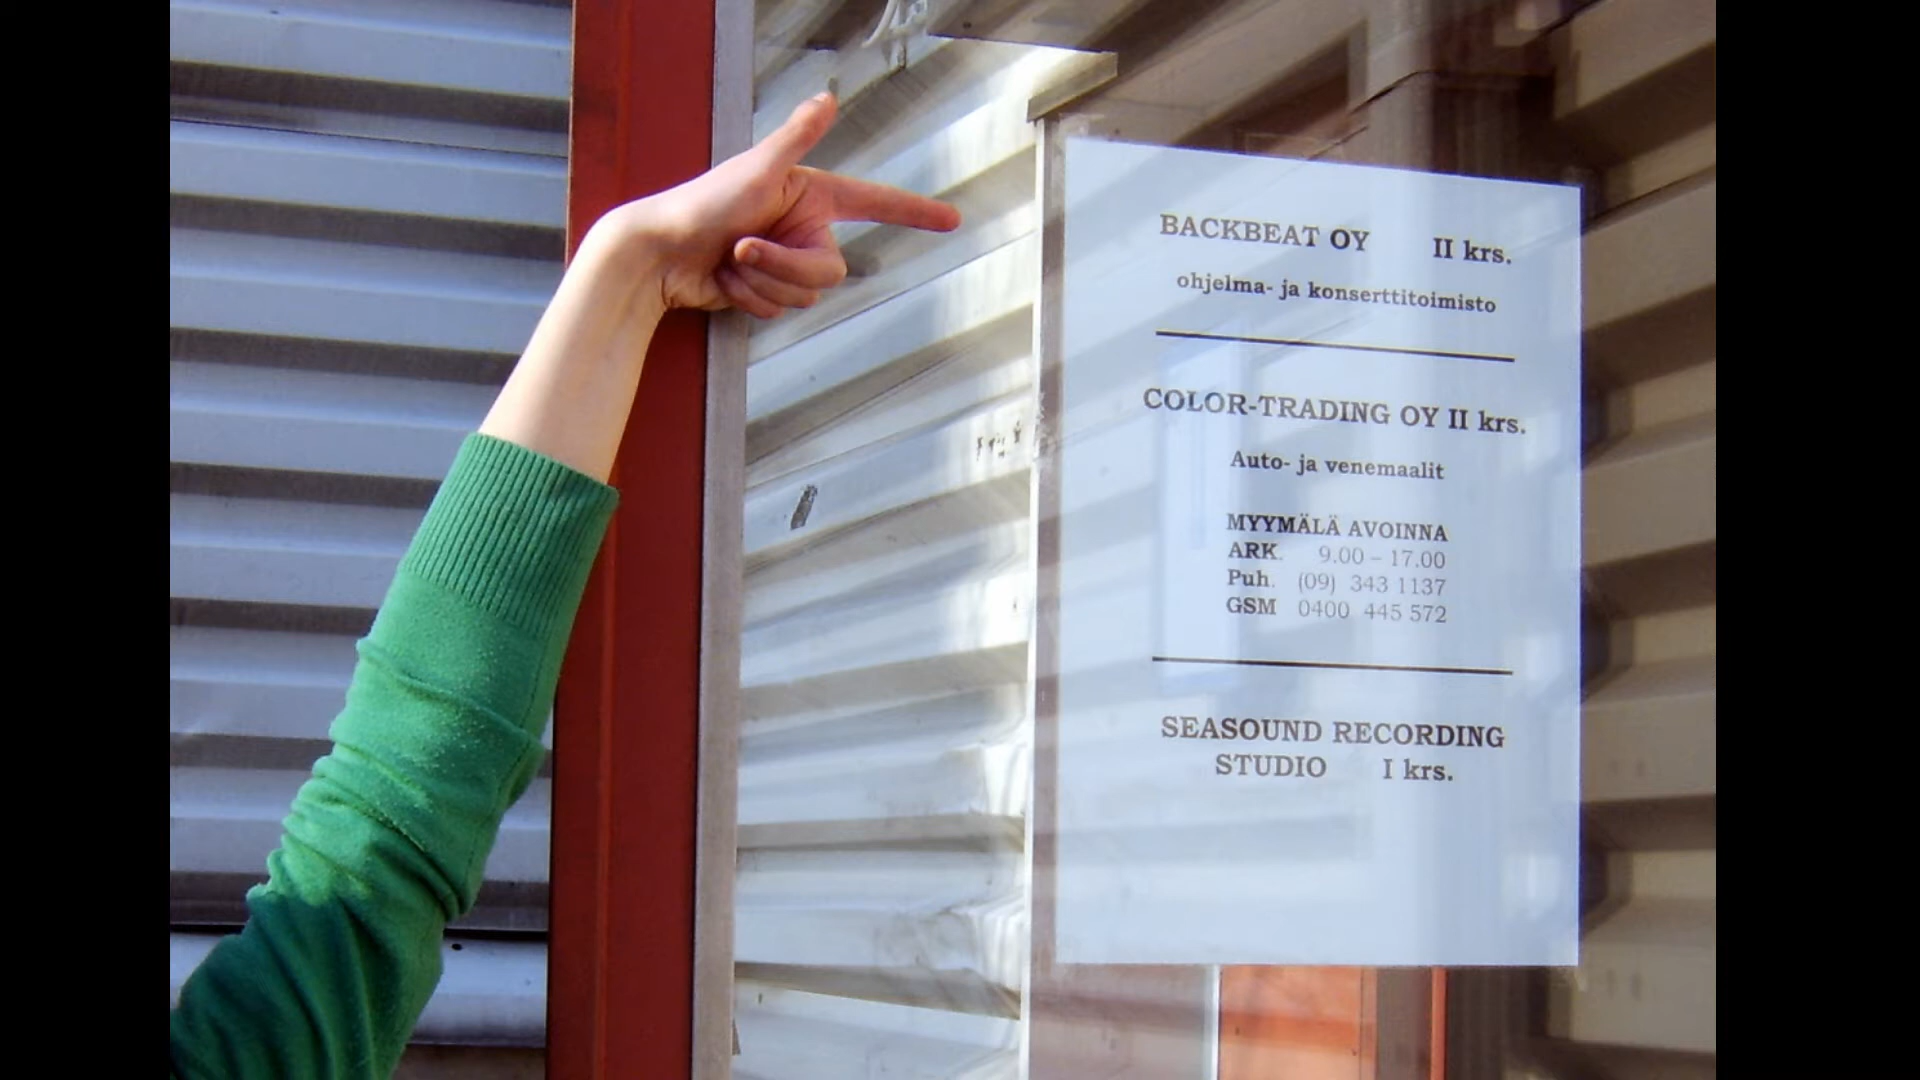 BACKBEAT OY II krs.
ohjelma- ja konserttitoimisto
COLOR-TRADING OY II krs.
Auto- ja venemaalit
MYYMÄLÄ AVOINNA
ARK. 9.00 – 17.00
Puh. (09) 343 1137
GSM 0400 445 572
SEASOUND RECORDING
STUDIO I krs.